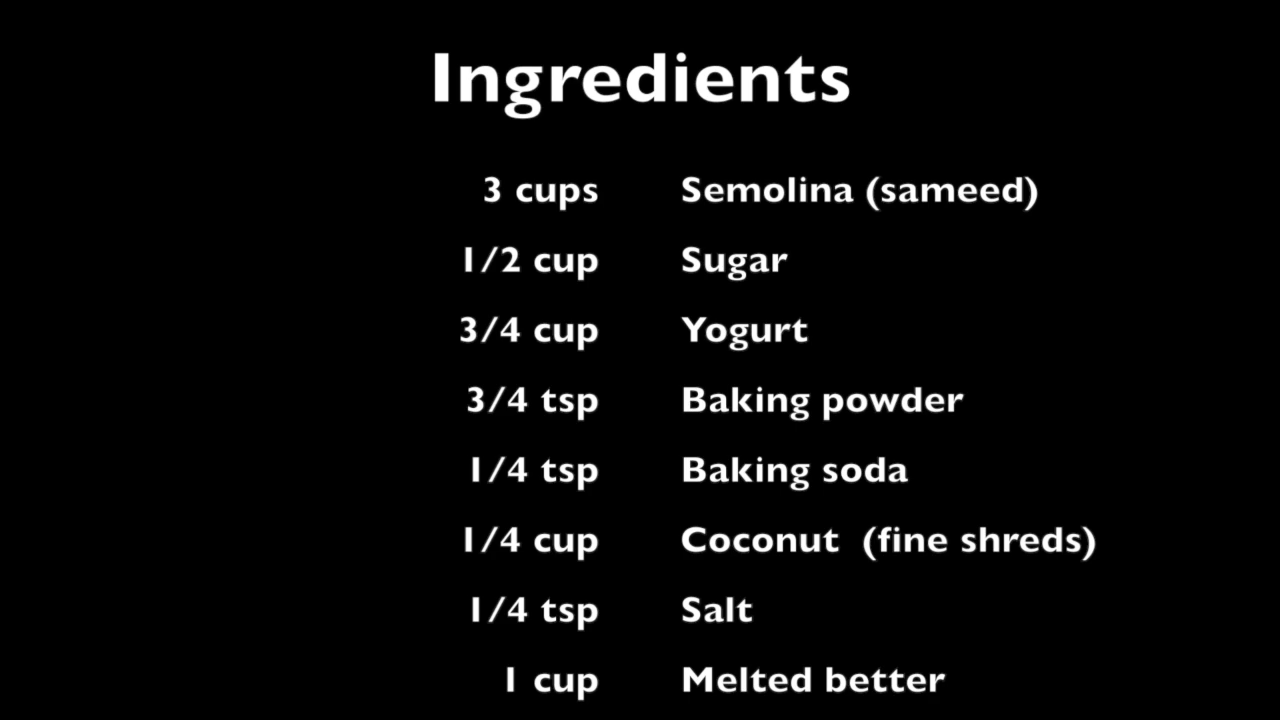 Ingredients
3 cups Semolina (sameed)
1/2 cup Sugar
3/4 cup Yogurt
3/4 tsp Baking powder
1/4 tsp Baking soda
1/4 cup Coconut (fine shreds)
1/4 tsp Salt
1 cup Melted better